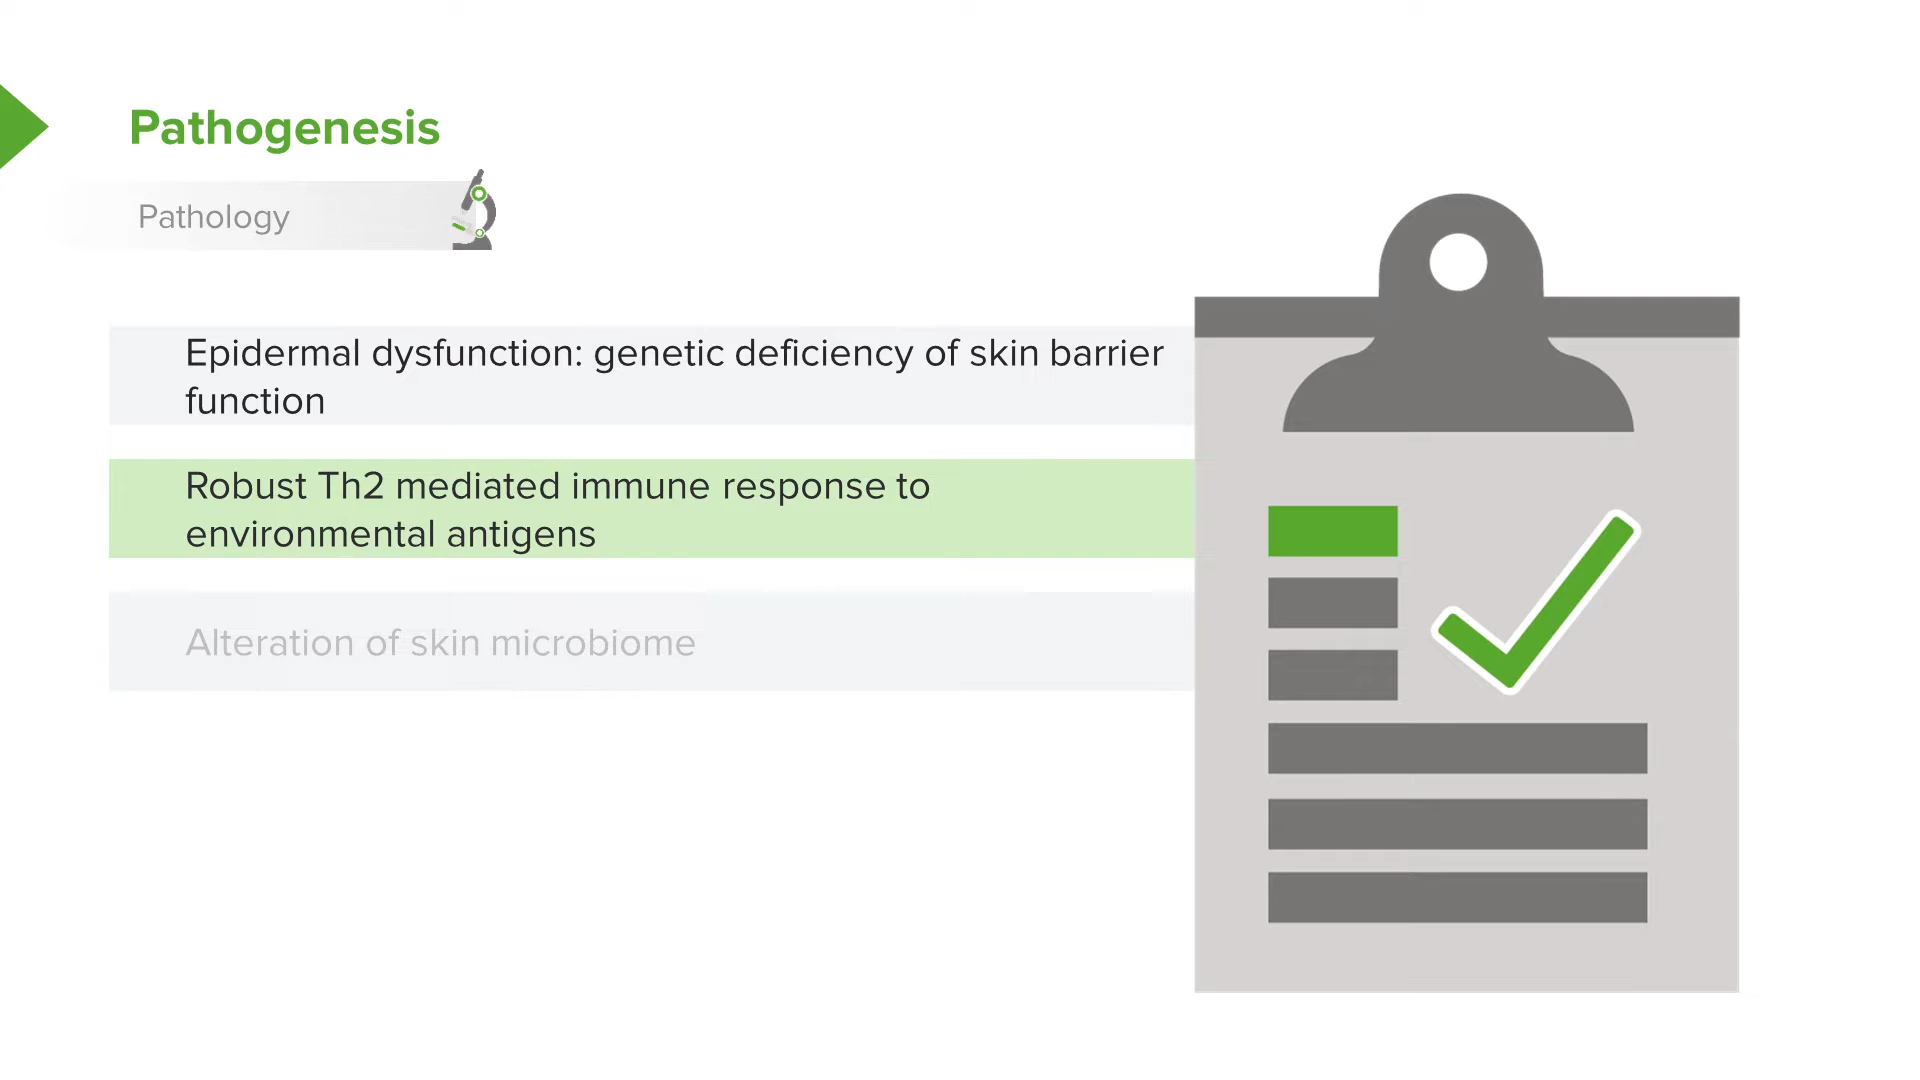 Pathogenesis
Pathology
Epidermal dysfunction: genetic deficiency of skin barrier
function
Robust Th2 mediated immune response to
environmental antigens
Alteration of skin microbiome